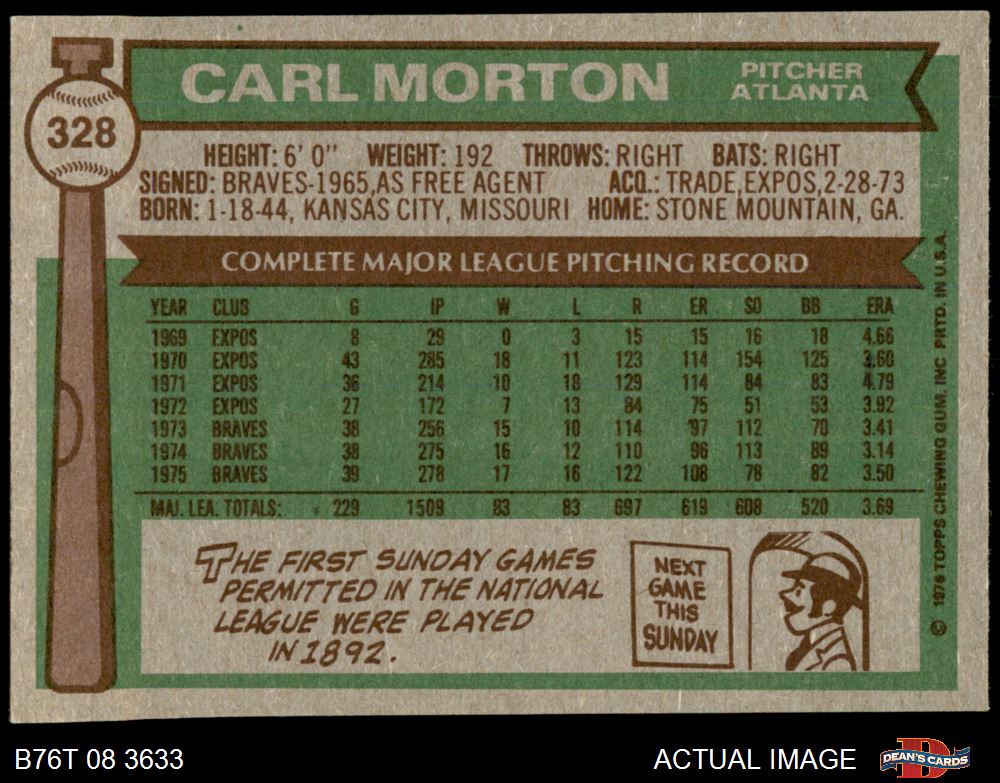 328
CARL MORTON
PITCHER
ATLANTA
HEIGHT: 6' 0" WEIGHT: 192 THROWS: RIGHT BATS: RIGHT
SIGNED: BRAVES-1965, AS FREE AGENT ACQ.: TRADE, EXPOS, 2-28-73
BORN: 1-18-44, KANSAS CITY, MISSOURI HOME: STONE MOUNTAIN, GA.
COMPLETE MAJOR LEAGUE PITCHING RECORD
YEAR CLUB G IP W L R ER SO BB ERA
1969 EXPOS 8 29 0 3 15 15 16 18 4.66
1970 EXPOS 43 285 18 11 123 114 154 125 3.60
1971 EXPOS 36 214 10 18 129 114 84 83 4.79
1972 EXPOS 27 172 7 13 84 75 51 53 3.92
1973 BRAVES 38 256 15 10 114 97 112 70 3.41
1974 BRAVES 38 275 16 12 110 96 113 89 3.14
1975 BRAVES 39 278 17 16 122 108 78 82 3.50
MAJ. LEA. TOTALS: 229 1509 83 83 697 619 608 520 3.69
THE FIRST SUNDAY GAMES
PERMITTED IN THE NATIONAL
LEAGUE WERE PLAYED
IN 1892.
NEXT
GAME
THIS
SUNDAY
© 1976 TOPPS CHEWING GUM, INC. PRTD. IN U.S.A.
B76T 08 3633
ACTUAL IMAGE
DEAN'S CARDS